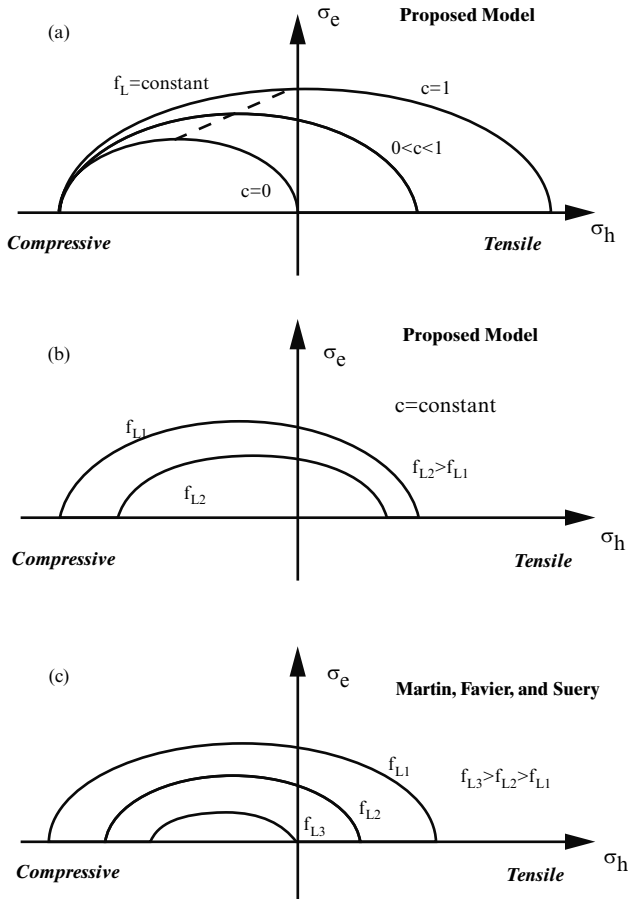 (a)
σe
Proposed Model
fL=constant
c=1
0<c<1
c=0
Compressive
Tensile
σh
(b)
σe
Proposed Model
c=constant
fL1
fL2>fL1
fL2
Compressive
Tensile
σh
(c)
σe
Martin, Favier, and Suery
fL1
fL3>fL2>fL1
fL2
fL3
Compressive
Tensile
σh